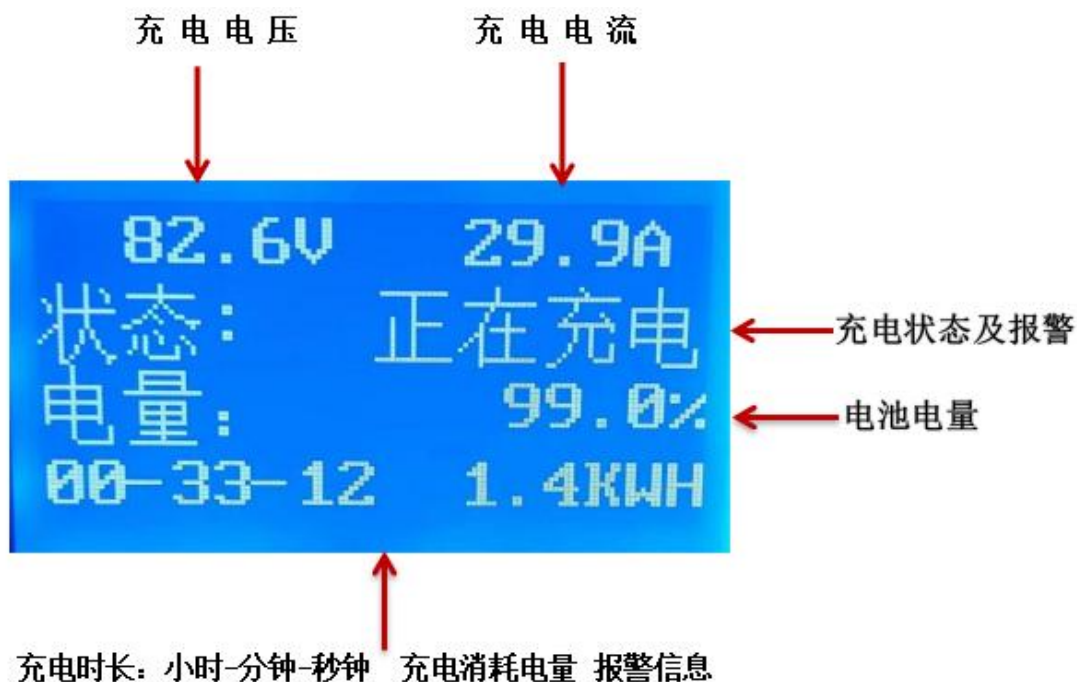 充电电压 充电电流
82.6V 29.9A
状态： 正在充电
充电状态及报警
电量： 99.0%
电池电量
00-33-12 1.4KWH
充电时长：小时-分钟-秒钟 充电消耗电量 报警信息